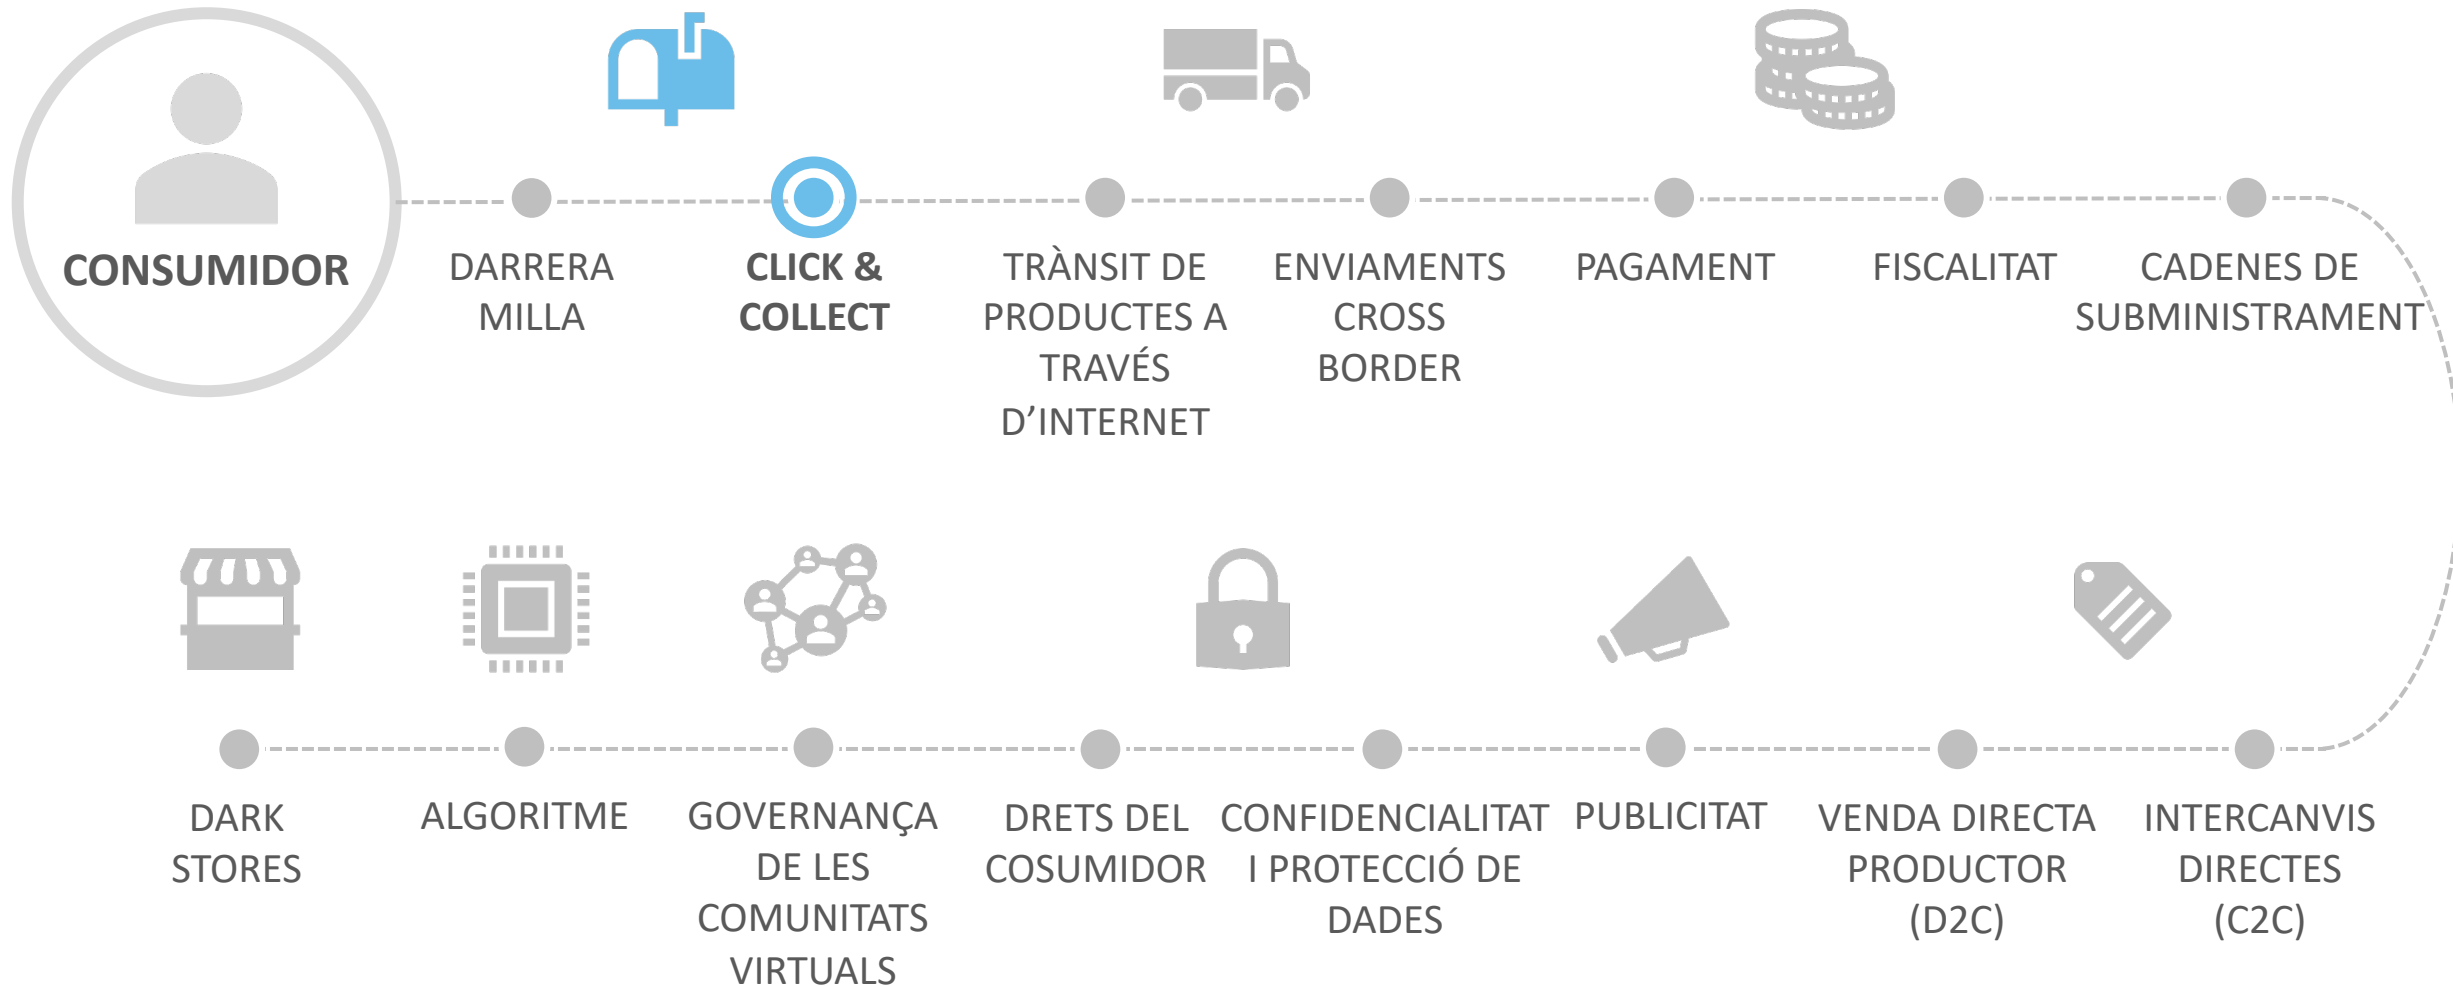 CONSUMIDOR
DARRERA
MILLA
CLICK &
COLLECT
TRÀNSIT DE
PRODUCTES A
TRAVÉS
D’INTERNET
ENVIAMENTS
CROSS
BORDER
PAGAMENT
FISCALITAT
CADENES DE
SUBMINISTRAMENT
DARK
STORES
ALGORITME
GOVERNANÇA
DE LES
COMUNITATS
VIRTUALS
DRETS DEL
COSUMIDOR
CONFIDENCIALITAT
I PROTECCIÓ DE
DADES
PUBLICITAT
VENDA DIRECTA
PRODUCTOR
(D2C)
INTERCANVIS
DIRECTES
(C2C)